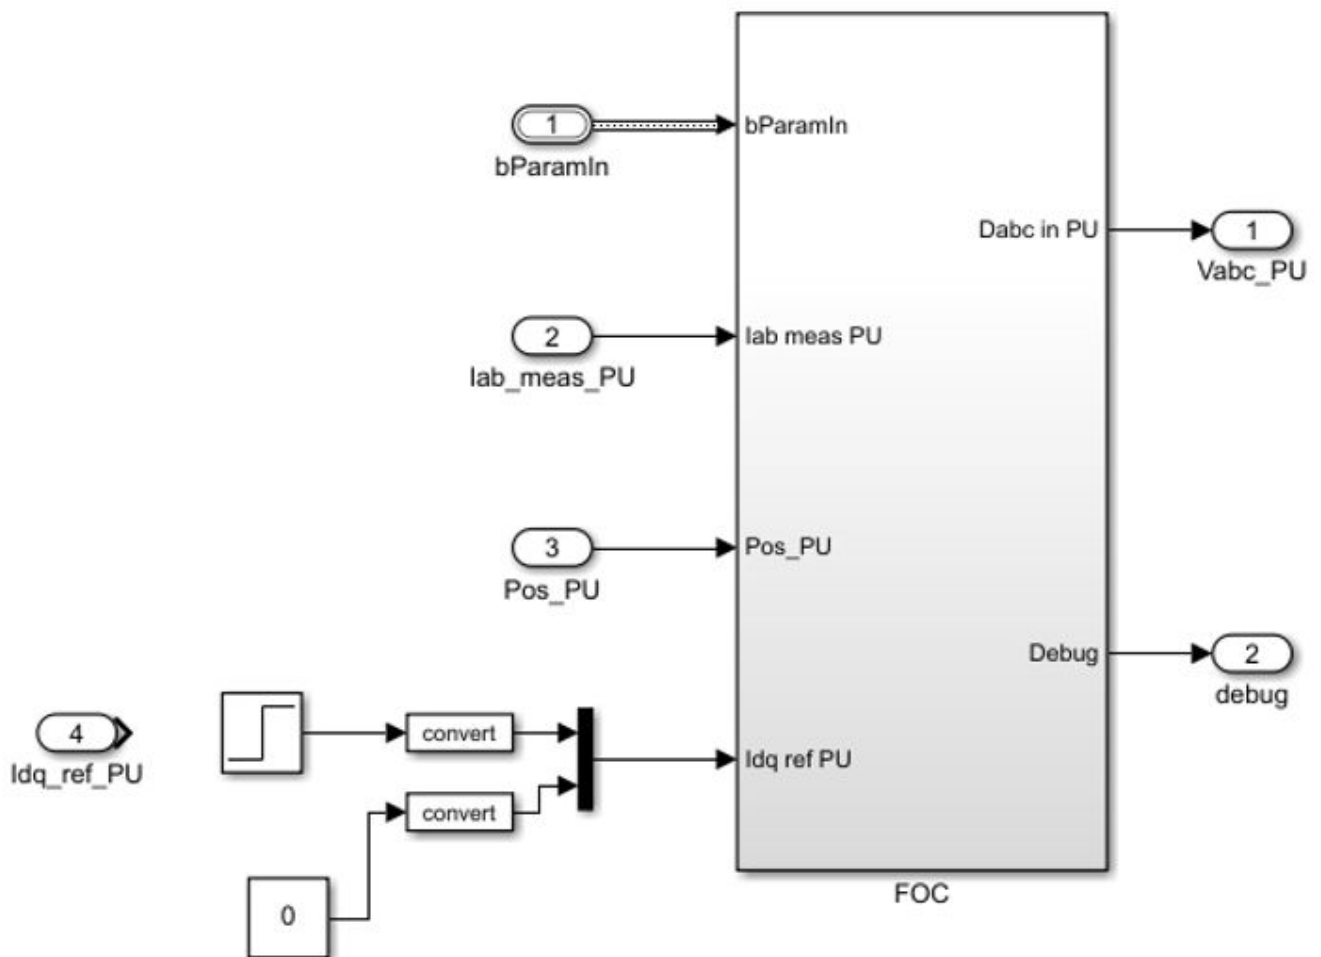 1
bParamIn
bParamIn
Dabc in PU
1
Vabc_PU
2
Iab_meas_PU
Iab meas PU
3
Pos_PU
Pos_PU
Debug
2
debug
4
Idq_ref_PU
convert
convert
Idq ref PU
0
FOC